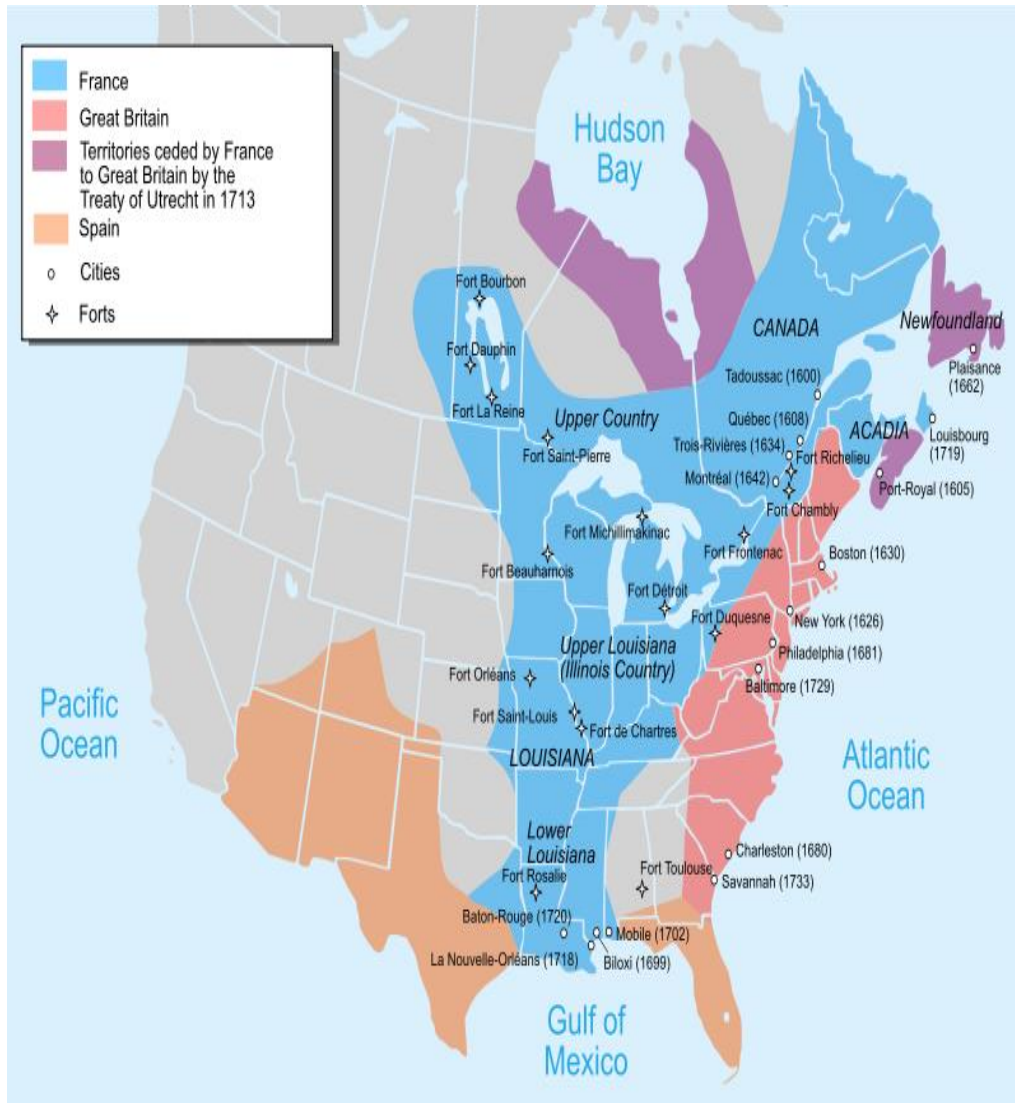 France
Great Britain
Territories ceded by France
to Great Britain by the
Treaty of Utrecht in 1713
Spain
Cities
Forts
Hudson
Bay
Fort Bourbon
Fort Dauphin
Fort La Reine
Upper Country
Fort Saint-Pierre
CANADA
Newfoundland
Plaisance
(1662)
Tadoussac (1600)
Québec (1608)
Trois-Rivières (1634)
ACADIA
Louisbourg
(1719)
Fort Richelieu
Montréal (1642)
Port-Royal (1605)
Fort Chambly
Fort Michillimakinac
Fort Frontenac
Boston (1630)
Fort Beauharnois
Fort Détroit
Fort Duquesne
New York (1626)
Upper Louisiana
(Illinois Country)
Philadelphia (1681)
Fort Orléans
Baltimore (1729)
Pacific
Ocean
Fort Saint-Louis
Fort de Chartres
LOUISIANA
Atlantic
Ocean
Lower
Louisiana
Charleston (1680)
Fort Rosalie
Fort Toulouse
Savannah (1733)
Baton-Rouge (1720)
Mobile (1702)
La Nouvelle-Orléans (1718)
Biloxi (1699)
Gulf of
Mexico